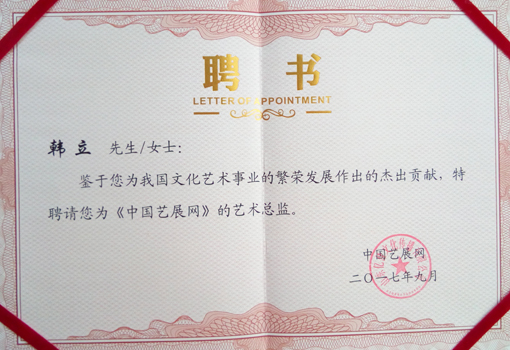 聘 书
LETTER OF APPOINTMENT
韩立 先生/女士：
鉴于您为我国文化艺术事业的繁荣发展作出的杰出贡献，特
聘请您为《中国艺展网》的艺术总监。
中国艺展网
二〇一七年九月